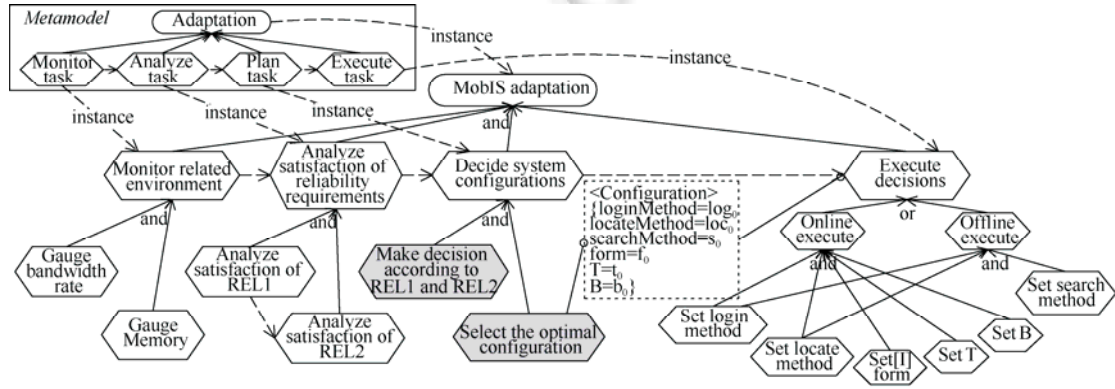 Metamodel
Adaptation
Monitor
task
Analyze
task
Plan
task
Execute
task
instance
instance
instance
instance
instance
MobIS adaptation
and
Monitor related
environment
Analyze
satisfaction of
reliability
requirements
Decide system
configurations
Execute
decisions
and
and
and
or
<Configuration>
{loginMethod=log₀
locateMethod=loc₀
searchMethod=s₀
form=f₀
T=t₀
B=b₀}
Gauge
bandwidth
rate
Gauge
Memory
Analyze
satisfaction of
REL1
Analyze
satisfaction of
REL2
Make decision
according to
REL1 and REL2
Select the optimal
configuration
Online
execute
Offline
execute
and
and
Set login
method
Set locate
method
Set[I]
form
Set T
Set B
Set search
method